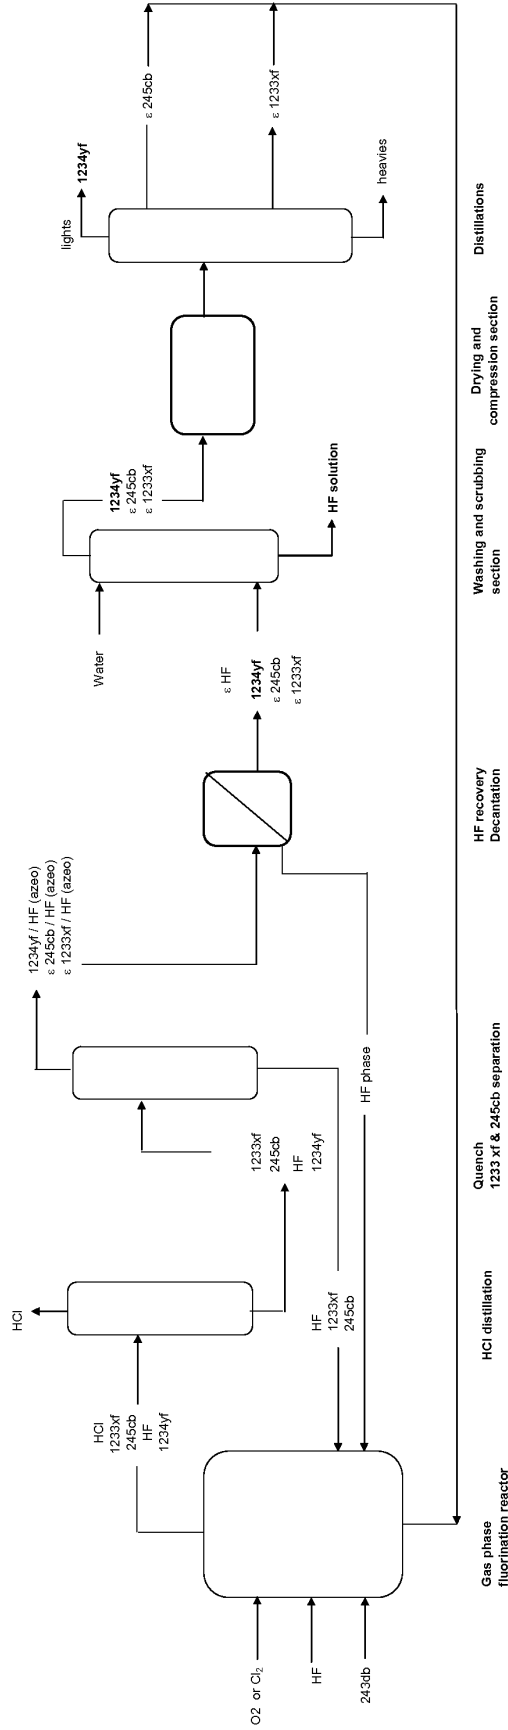 O2 or Cl₂
HF
243db
Gas phase
fluorination reactor
HCl
1233xf
245cb
HF
1234yf
HCl
HCl distillation
HF
1233xf
245cb
1233xf
245cb
HF
1234yf
Quench
1233 xf & 245cb separation
HF phase
1234yf / HF (azeo)
ε 245cb / HF (azeo)
ε 1233xf / HF (azeo)
HF recovery
Decantation
ε HF
1234yf
ε 245cb
ε 1233xf
Water
HF solution
Washing and scrubbing
section
1234yf
ε 245cb
ε 1233xf
Drying and
compression section
lights
1234yf
heavies
Distillations
ε 245cb
ε 1233xf